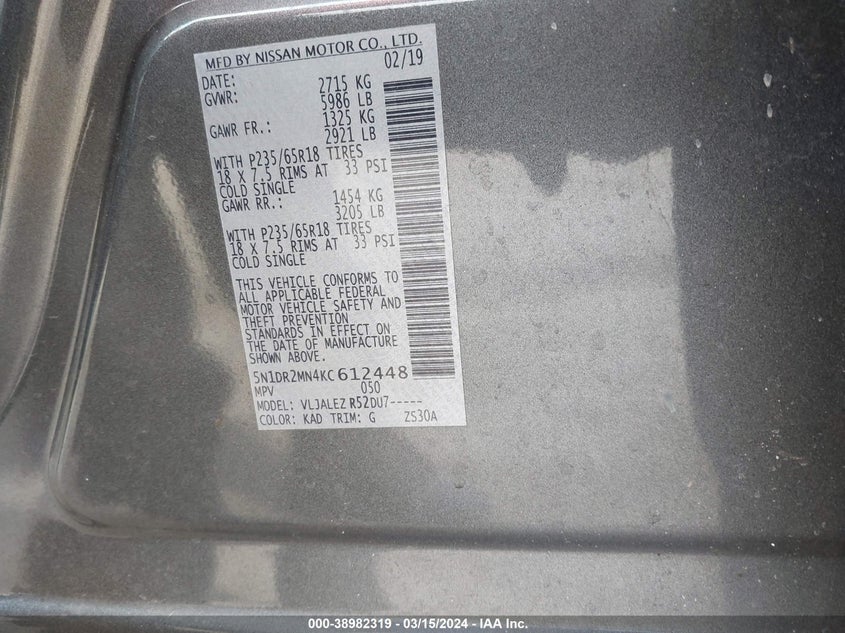 MFD BY NISSAN MOTOR CO., LTD.
DATE: 02/19
GVWR: 2715 KG
5986 LB
GAWR FR.: 1325 KG
2921 LB
WITH P235/65R18 TIRES
18 X 7.5 RIMS AT 33 PSI
COLD SINGLE
GAWR RR.: 1454 KG
3205 LB
WITH P235/65R18 TIRES
18 X 7.5 RIMS AT 33 PSI
COLD SINGLE
THIS VEHICLE CONFORMS TO
ALL APPLICABLE FEDERAL
MOTOR VEHICLE SAFETY AND
THEFT PREVENTION
STANDARDS IN EFFECT ON
THE DATE OF MANUFACTURE
SHOWN ABOVE.
5N1DR2MN4KC612448
MPV 050
MODEL: VLJALEZ R52DU7-----
COLOR: KAD TRIM: G ZS30A
000-38982319 - 03/15/2024 - IAA Inc.